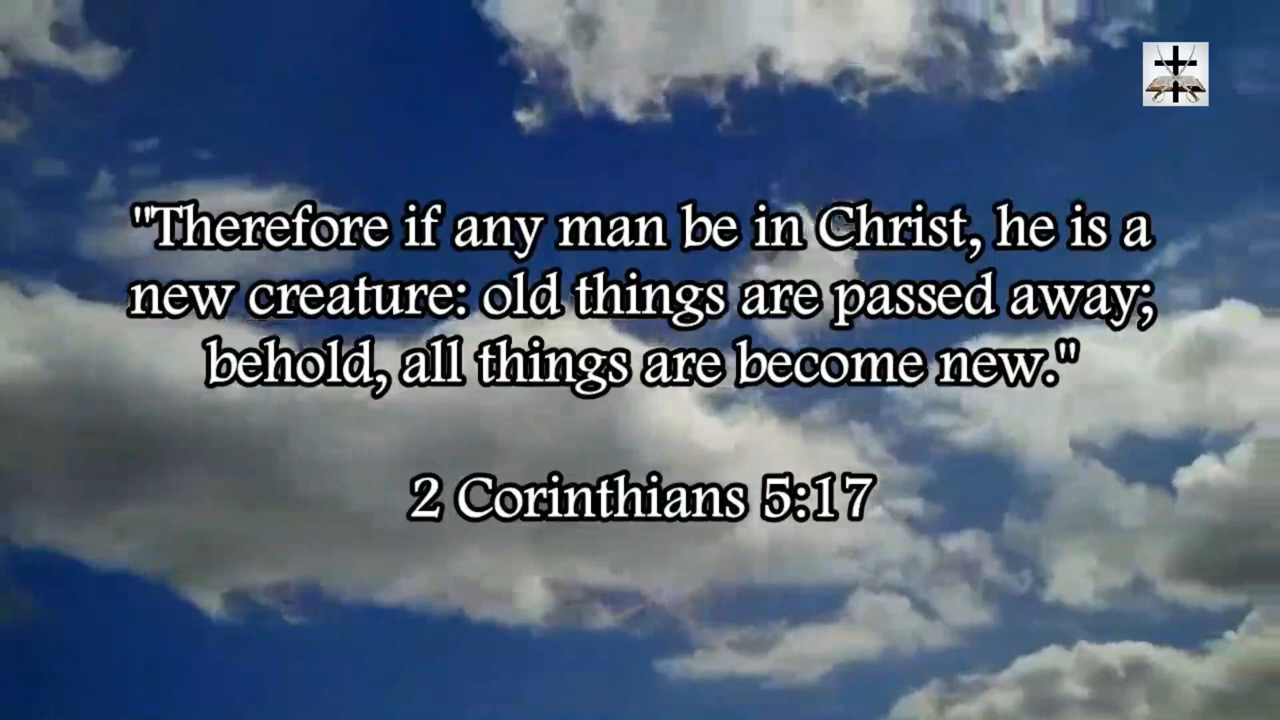 "Therefore if any man be in Christ, he is a
new creature: old things are passed away;
behold, all things are become new."
2 Corinthians 5:17